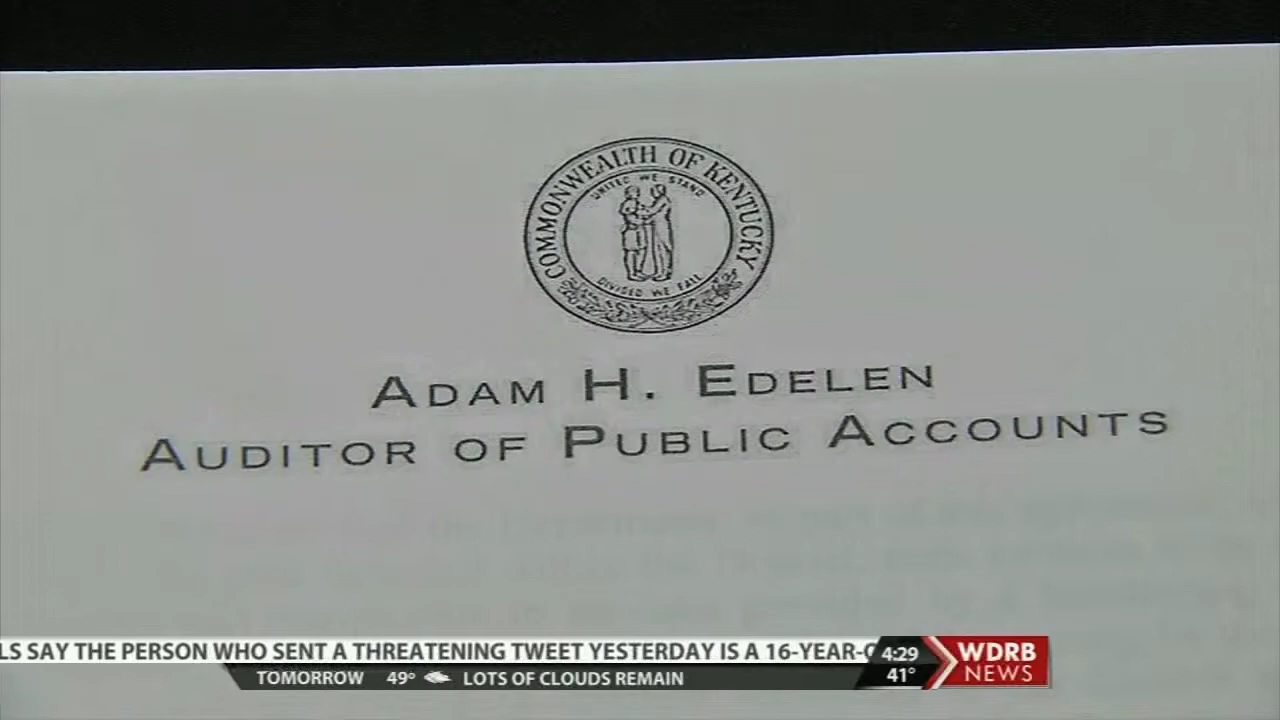 COMMONWEALTH OF KENTUCKY
UNITED WE STAND
DIVIDED WE FALL
ADAM H. EDELEN
AUDITOR OF PUBLIC ACCOUNTS
LS SAY THE PERSON WHO SENT A THREATENING TWEET YESTERDAY IS A 16-YEAR-
4:29
WDRB
TOMORROW 49° LOTS OF CLOUDS REMAIN
41°
NEWS